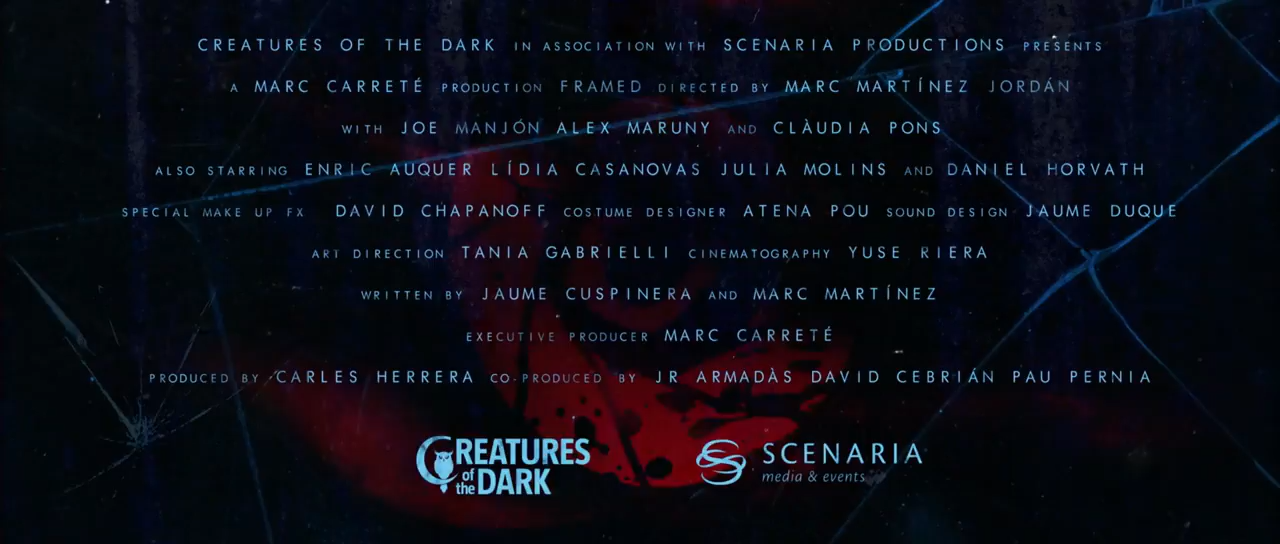 CREATURES OF THE DARK IN ASSOCIATION WITH SCENARIA PRODUCTIONS PRESENTS
A MARC CARRETÉ PRODUCTION FRAMED DIRECTED BY MARC MARTÍNEZ JORDÁN
WITH JOE MANJÓN ALEX MARUNY AND CLÀUDIA PONS
ALSO STARRING ENRIC AUQUER LÍDIA CASANOVAS JULIA MOLINS AND DANIEL HORVATH
SPECIAL MAKE UP FX DAVID CHAPANOFF COSTUME DESIGNER ATENA POU SOUND DESIGN JAUME DUQUE
ART DIRECTION TANIA GABRIELLI CINEMATOGRAPHY YUSE RIERA
WRITTEN BY JAUME CUSPINERA AND MARC MARTÍNEZ
EXECUTIVE PRODUCER MARC CARRETÉ
PRODUCED BY CARLES HERRERA CO-PRODUCED BY JR ARMADÀS DAVID CEBRIÁN PAU PERNIA
CREATURES of the DARK
SCENARIA
media & events